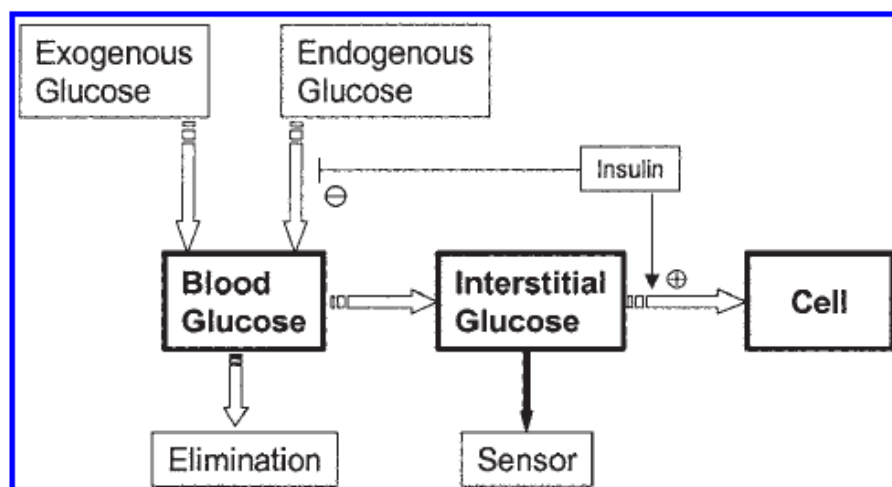 Exogenous
Glucose
Endogenous
Glucose
Insulin
⊖
Blood
Glucose
Interstitial
Glucose
⊕
Cell
Elimination
Sensor